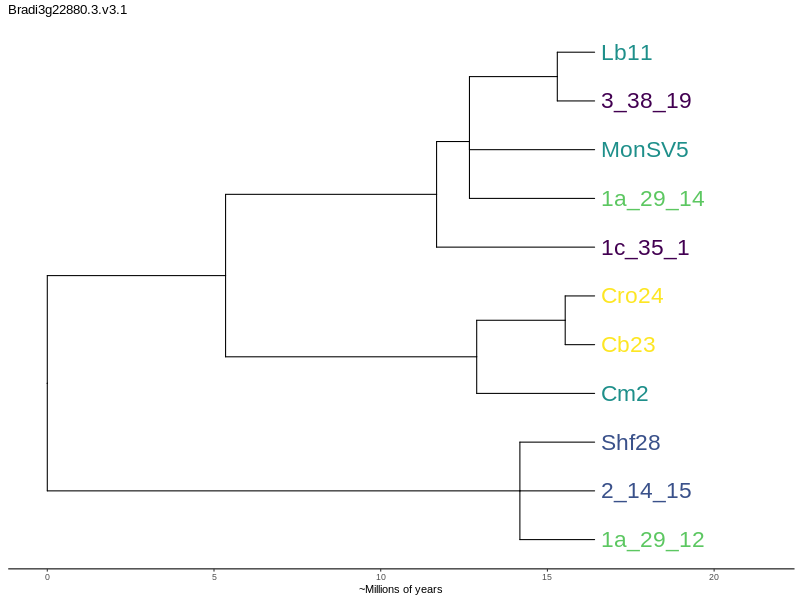 Bradi3g22880.3.v3.1
Lb11
3_38_19
MonSV5
1a_29_14
1c_35_1
Cro24
Cb23
Cm2
Shf28
2_14_15
1a_29_12
0 5 10 15 20
~Millions of years